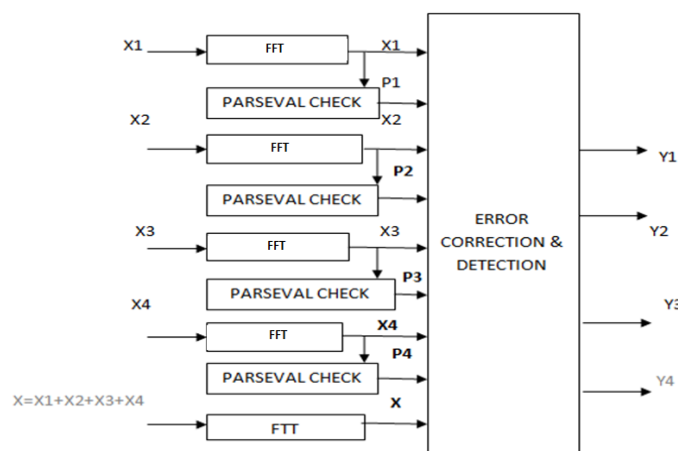 X1 FFT X1
P1
PARSEVAL CHECK
X2 X2
FFT Y1
P2
PARSEVAL CHECK
ERROR
CORRECTION &
DETECTION
X3 X3 Y2
FFT
P3
PARSEVAL CHECK
X4 X4 Y3
FFT
P4
PARSEVAL CHECK Y4
X=X1+X2+X3+X4 X
FTT